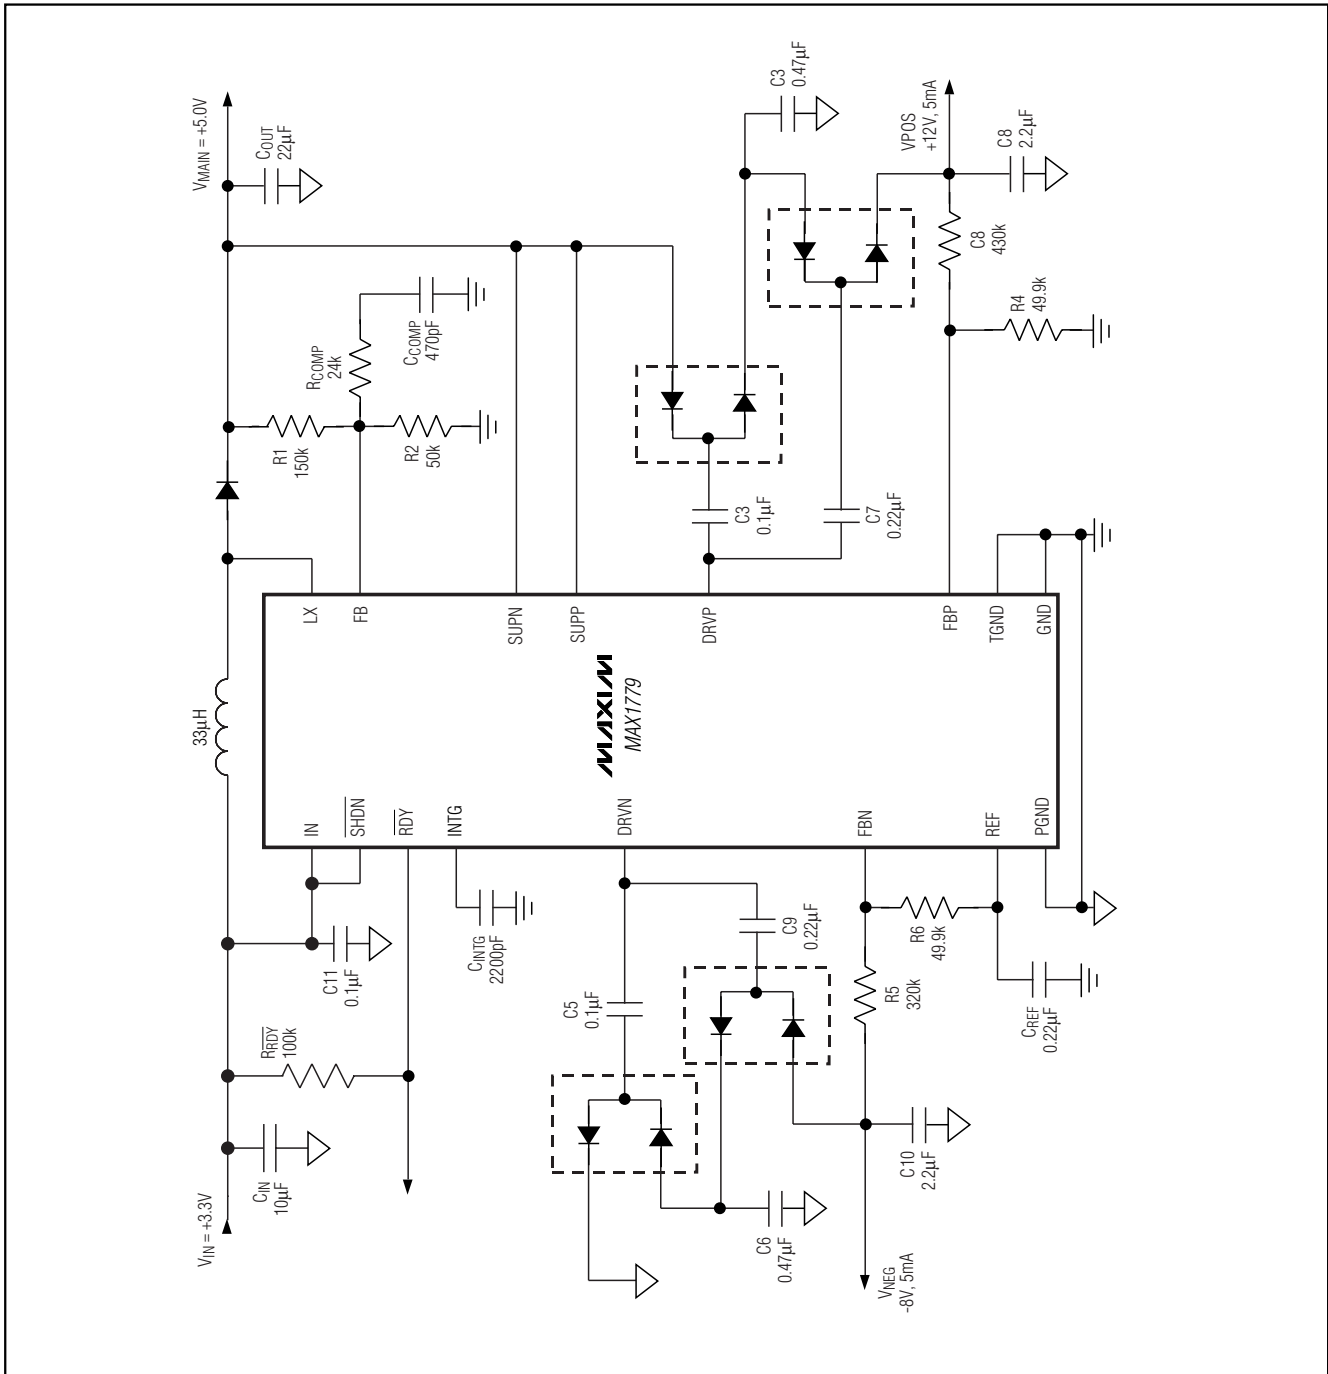 VIN = +3.3V
CIN
10µF
RRDY
100k
C11
0.1µF
33µH
VMAIN = +5.0V
COUT
22µF
R1
150k
RCOMP
24k
R2
50k
CCOMP
470pF
IN
SHDN
RDY
INTG
DRVN
FBN
REF
PGND
LX
FB
SUPN
SUPP
DRVP
FBP
TGND
GND
MAXIM
MAX1779
CINTG
2200pF
C5
0.1µF
C9
0.22µF
C6
0.47µF
R6
49.9k
R5
320k
CREF
0.22µF
C10
2.2µF
VNEG
-8V, 5mA
C3
0.1µF
C7
0.22µF
C3
0.47µF
VPOS
+12V, 5mA
C8
2.2µF
C8
430k
R4
49.9k